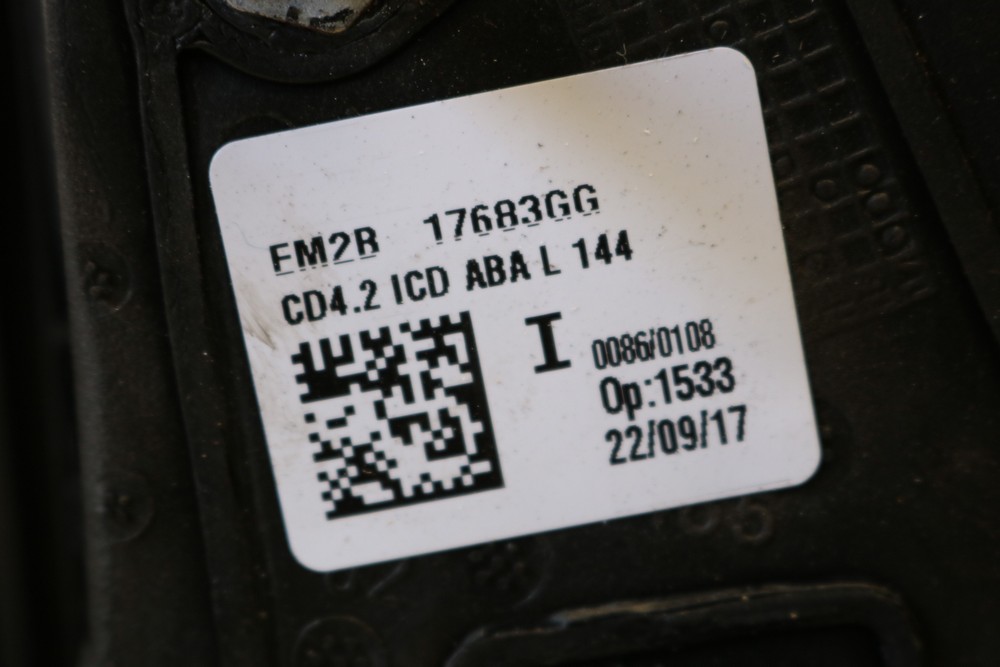 EM2B 17683GG
CD4.2 ICD ABA L 144
I
0086/0108
Op:1533
22/09/17